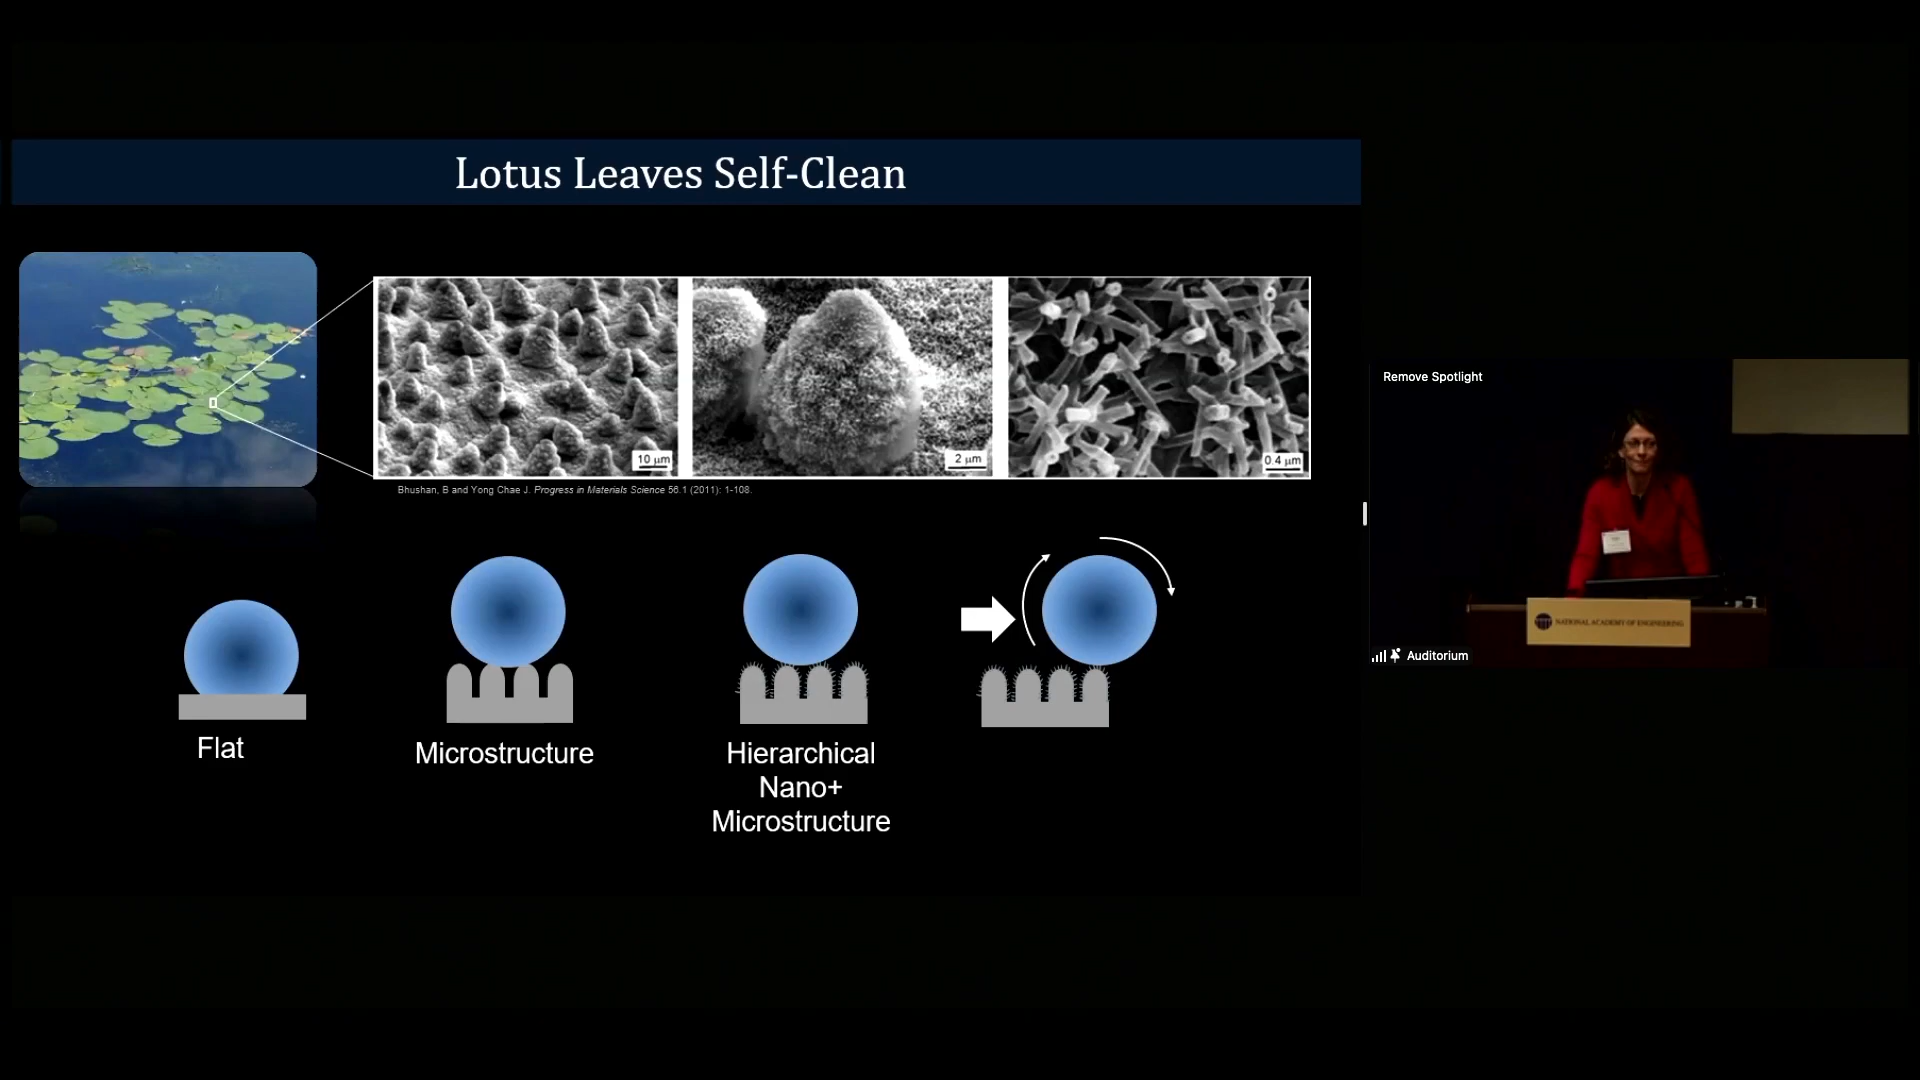 Lotus Leaves Self-Clean
10 μm
2 μm
0.4 μm
Bhushan, B and Yong Chae J. Progress in Materials Science 56.1 (2011): 1-108.
Flat
Microstructure
Hierarchical
Nano+
Microstructure
Remove Spotlight
NATIONAL ACADEMY OF ENGINEERING
Auditorium